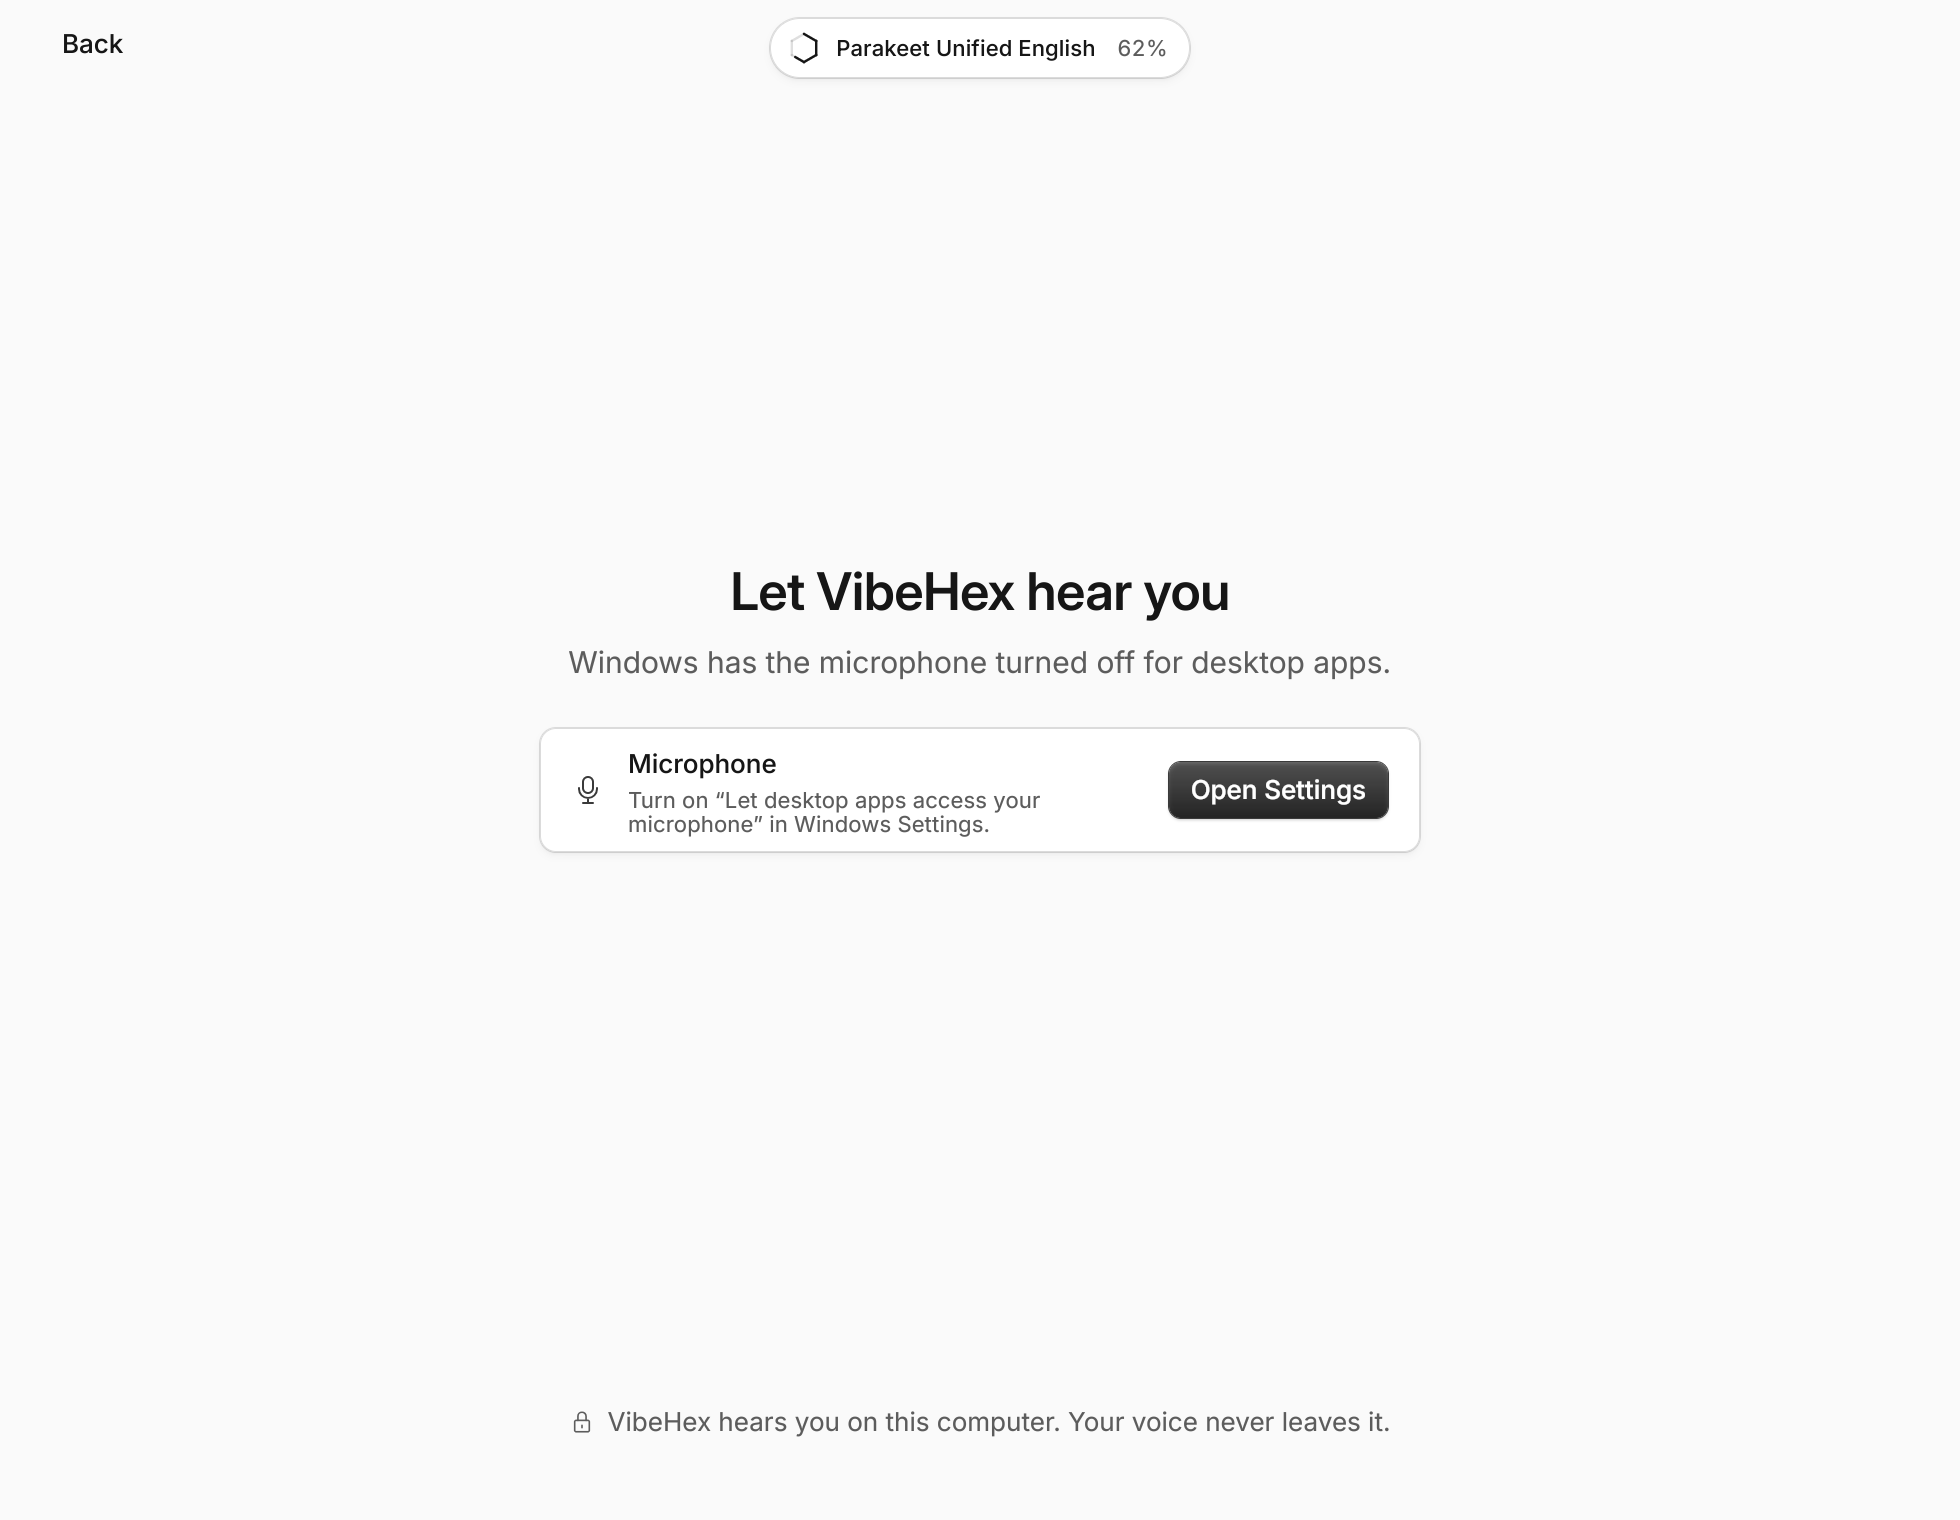 Back
Parakeet Unified English 62%
Let VibeHex hear you
Windows has the microphone turned off for desktop apps.
Microphone
Turn on “Let desktop apps access your
microphone” in Windows Settings.
Open Settings
VibeHex hears you on this computer. Your voice never leaves it.